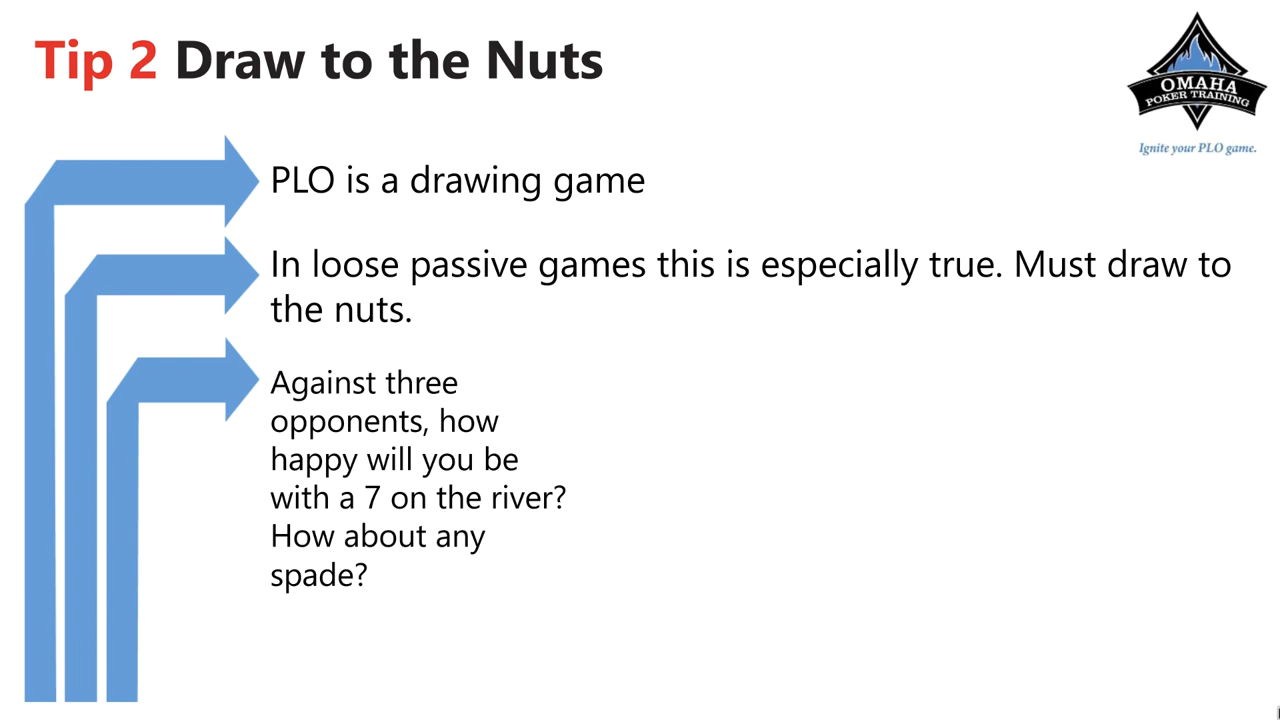 Tip 2 Draw to the Nuts
OMAHA
POKER TRAINING
Ignite your PLO game.
PLO is a drawing game
In loose passive games this is especially true. Must draw to
the nuts.
Against three
opponents, how
happy will you be
with a 7 on the river?
How about any
spade?